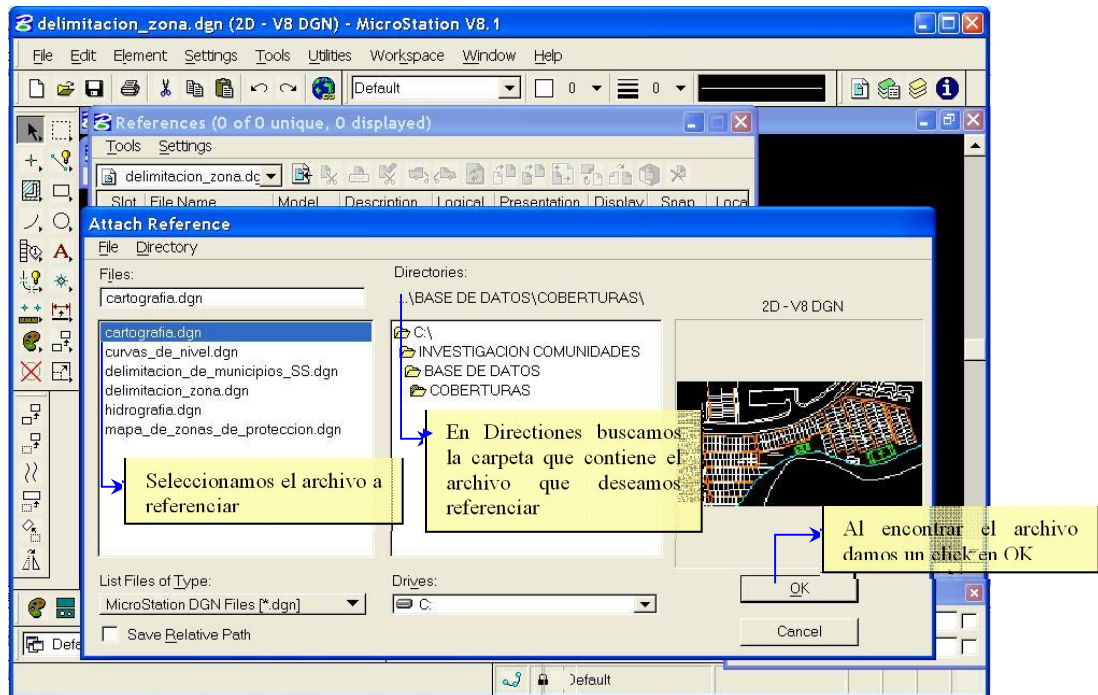 delimitacion_zona.dgn (2D - V8 DGN) - MicroStation V8.1
File Edit Element Settings Tools Utilities Workspace Window Help
Default 0 0
References (0 of 0 unique, 0 displayed)
Tools Settings
delimitacion_zona.dg
Slot File Name Model Description Logical Presentation Display Snap Loca
Attach Reference
File Directory
Files:
cartografia.dgn
cartografia.dgn
curvas_de_nivel.dgn
delimitacion_de_municipios_SS.dgn
delimitacion_zona.dgn
hidrografia.dgn
mapa_de_zonas_de_proteccion.dgn
Seleccionamos el archivo a
referenciar
List Files of Type:
MicroStation DGN Files [*.dgn]
Save Relative Path
Directories:
...\BASE DE DATOS\COBERTURAS\
C:\
INVESTIGACION COMUNIDADES
BASE DE DATOS
COBERTURAS
En Directiones buscamos
la carpeta que contiene el
archivo que deseamos
referenciar
Drives:
C:
2D - V8 DGN
Al encontrar el archivo
damos un click en OK
OK
Cancel
Defa
Default